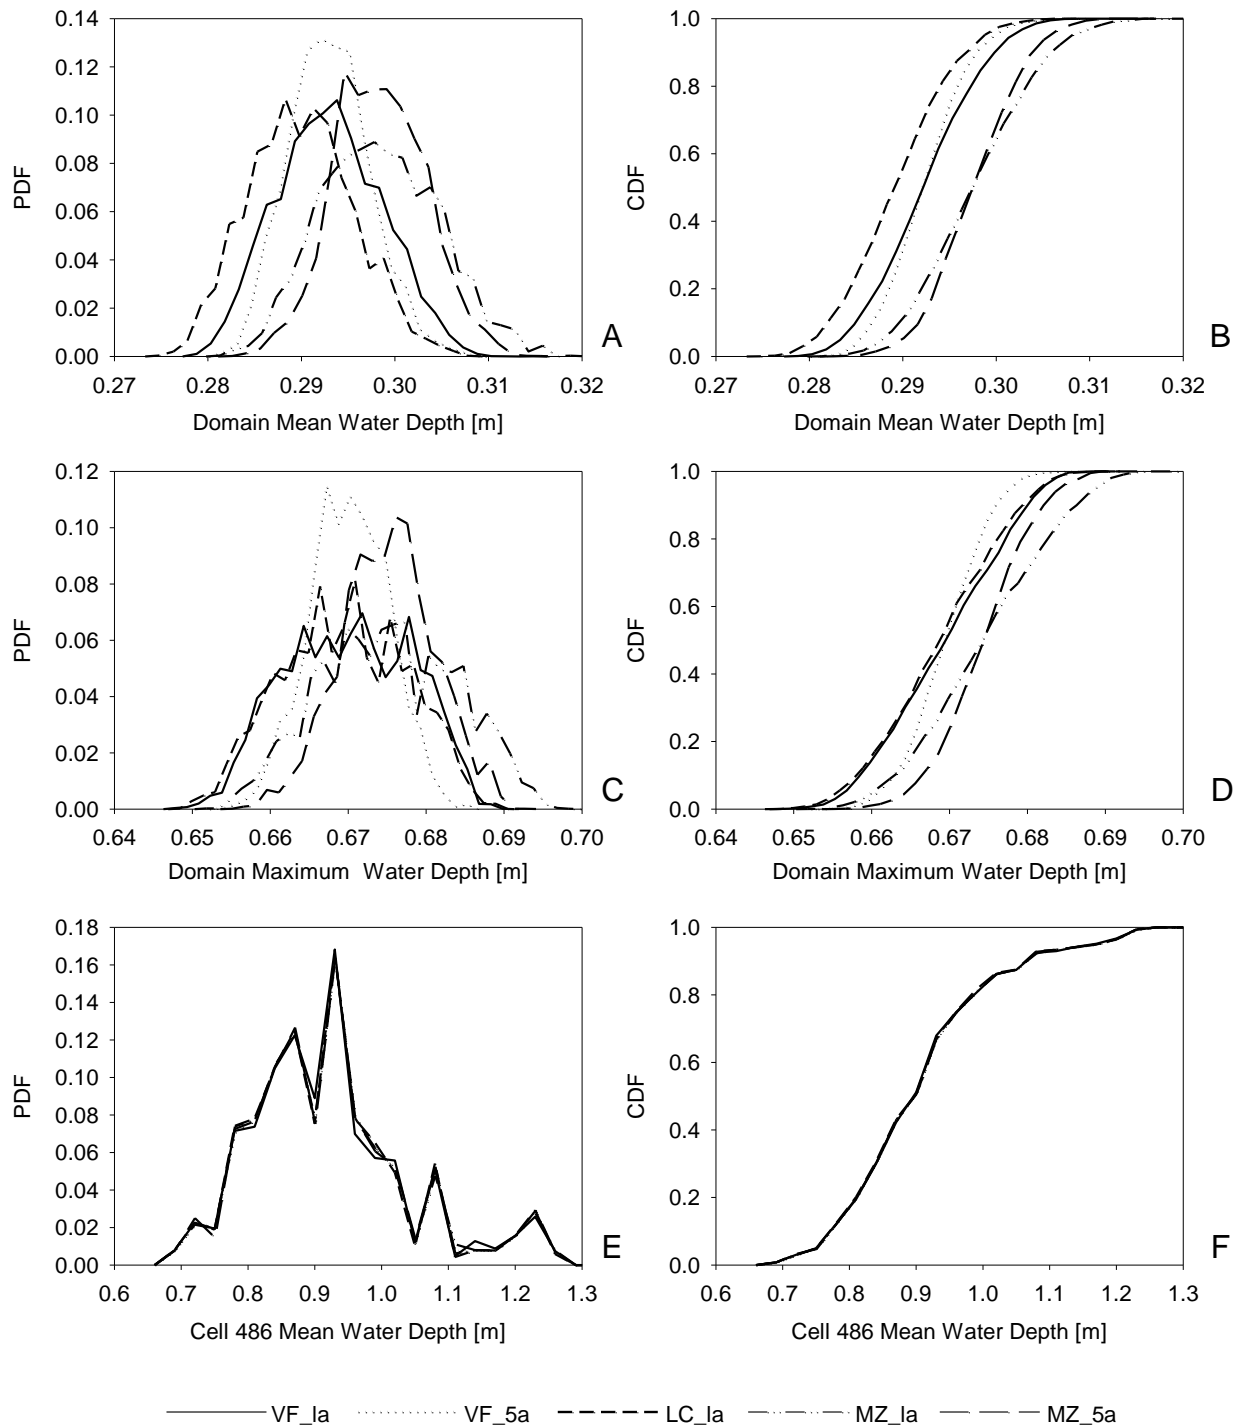 0.14
0.12
0.10
0.08
0.06
0.04
0.02
0.00
PDF
0.27 0.28 0.29 0.30 0.31 0.32
Domain Mean Water Depth [m]
A
1.0
0.8
0.6
0.4
0.2
0.0
CDF
0.27 0.28 0.29 0.30 0.31 0.32
Domain Mean Water Depth [m]
B
0.12
0.10
0.08
0.06
0.04
0.02
0.00
PDF
0.64 0.65 0.66 0.67 0.68 0.69 0.70
Domain Maximum Water Depth [m]
C
1.0
0.8
0.6
0.4
0.2
0.0
CDF
0.64 0.65 0.66 0.67 0.68 0.69 0.70
Domain Maximum Water Depth [m]
D
0.18
0.16
0.14
0.12
0.10
0.08
0.06
0.04
0.02
0.00
PDF
0.6 0.7 0.8 0.9 1.0 1.1 1.2 1.3
Cell 486 Mean Water Depth [m]
E
1.0
0.8
0.6
0.4
0.2
0.0
CDF
0.6 0.7 0.8 0.9 1.0 1.1 1.2 1.3
Cell 486 Mean Water Depth [m]
F
VF_la VF_5a LC_la MZ_la MZ_5a